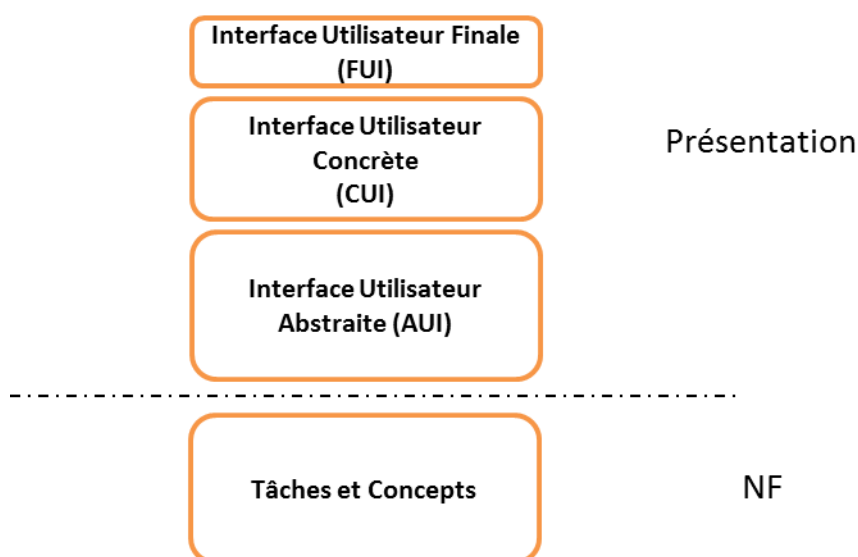 Interface Utilisateur Finale
(FUI)
Interface Utilisateur
Concrète
(CUI)
Présentation
Interface Utilisateur
Abstraite (AUI)
Tâches et Concepts
NF